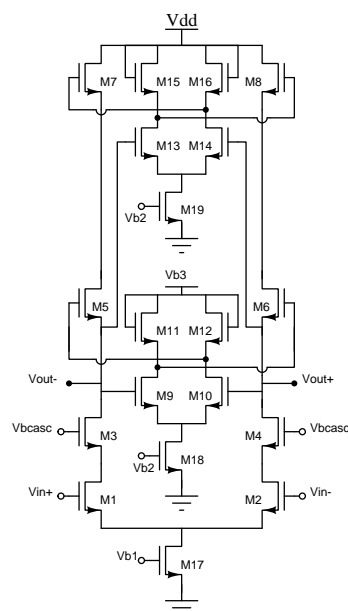 Vdd
M7 M15 M16 M8
M13 M14
Vb2 M19
Vb3
M5 M6
M11 M12
Vout- M9 M10 Vout+
Vbcasc M3 M4 Vbcasc
Vb2 M18
Vin+ M1 M2 Vin-
Vb1 M17